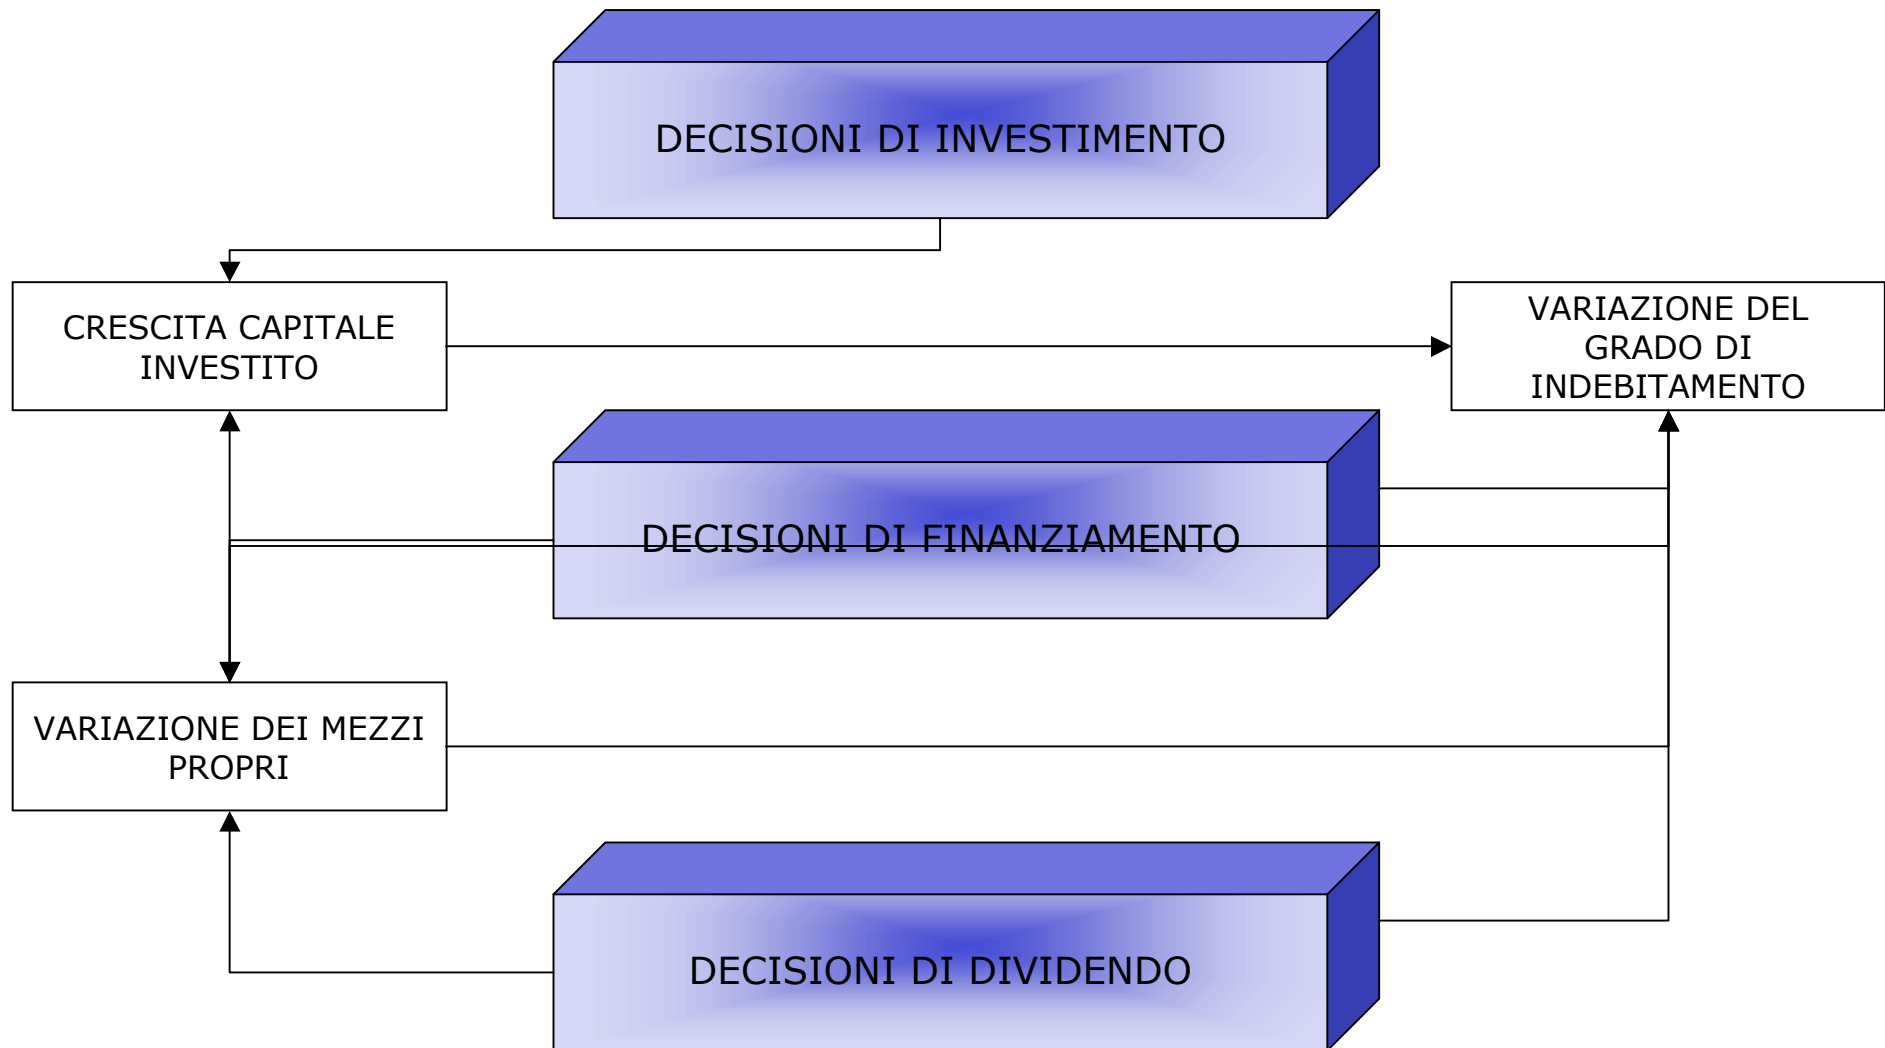 DECISIONI DI INVESTIMENTO
CRESCITA CAPITALE
INVESTITO
VARIAZIONE DEL
GRADO DI
INDEBITAMENTO
DECISIONI DI FINANZIAMENTO
VARIAZIONE DEI MEZZI
PROPRI
DECISIONI DI DIVIDENDO